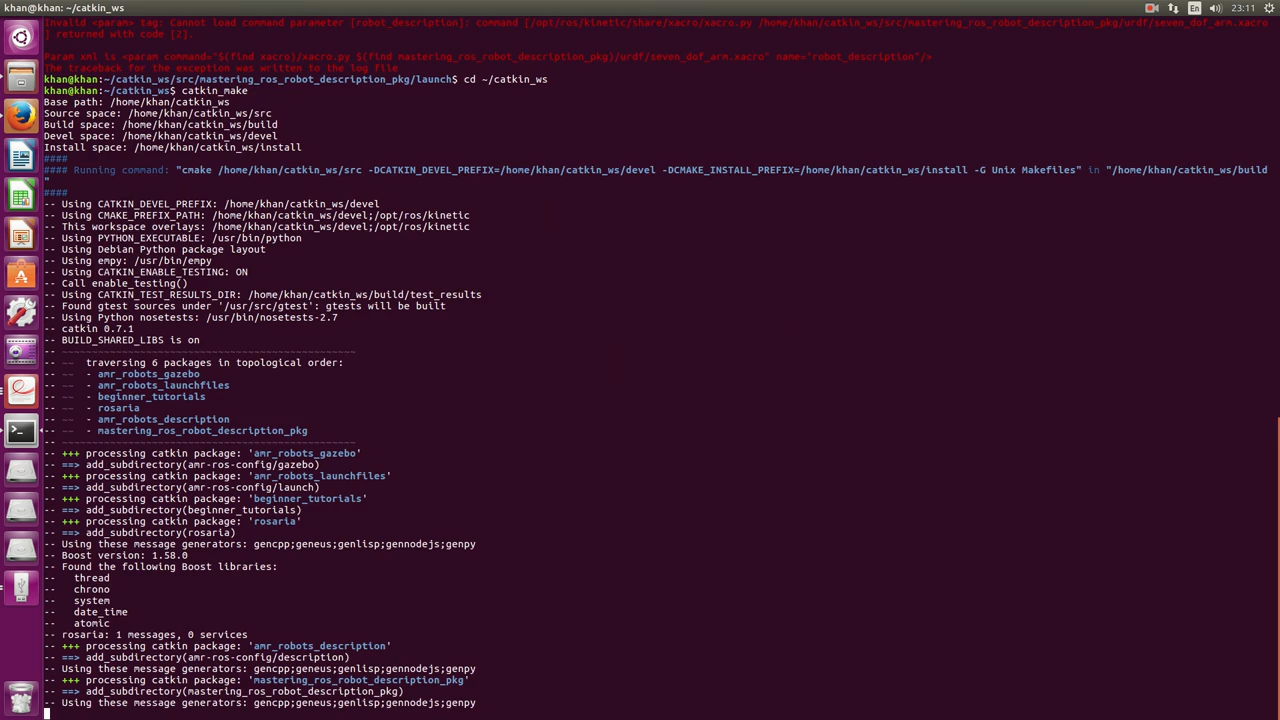 khan@khan: ~/catkin_ws
En
23:11
Invalid <param> tag: Cannot load command parameter [robot_description]: command [/opt/ros/kinetic/share/xacro/xacro.py /home/khan/catkin_ws/src/mastering_ros_robot_description_pkg/urdf/seven_dof_arm.xacro
] returned with code [2].
Param xml is <param command="$(find xacro)/xacro.py $(find mastering_ros_robot_description_pkg)/urdf/seven_dof_arm.xacro" name="robot_description"/>
The traceback for the exception was written to the log file
khan@khan:~/catkin_ws/src/mastering_ros_robot_description_pkg/launch$ cd ~/catkin_ws
khan@khan:~/catkin_ws$ catkin_make
Base path: /home/khan/catkin_ws
Source space: /home/khan/catkin_ws/src
Build space: /home/khan/catkin_ws/build
Devel space: /home/khan/catkin_ws/devel
Install space: /home/khan/catkin_ws/install
####
#### Running command: "cmake /home/khan/catkin_ws/src -DCATKIN_DEVEL_PREFIX=/home/khan/catkin_ws/devel -DCMAKE_INSTALL_PREFIX=/home/khan/catkin_ws/install -G Unix Makefiles" in "/home/khan/catkin_ws/build
"
####
-- Using CATKIN_DEVEL_PREFIX: /home/khan/catkin_ws/devel
-- Using CMAKE_PREFIX_PATH: /home/khan/catkin_ws/devel;/opt/ros/kinetic
-- This workspace overlays: /home/khan/catkin_ws/devel;/opt/ros/kinetic
-- Using PYTHON_EXECUTABLE: /usr/bin/python
-- Using Debian Python package layout
-- Using empy: /usr/bin/empy
-- Using CATKIN_ENABLE_TESTING: ON
-- Call enable_testing()
-- Using CATKIN_TEST_RESULTS_DIR: /home/khan/catkin_ws/build/test_results
-- Found gtest sources under '/usr/src/gtest': gtests will be built
-- Using Python nosetests: /usr/bin/nosetests-2.7
-- catkin 0.7.1
-- BUILD_SHARED_LIBS is on
-- ~~~~~~~~~~~~~~~~~~~~~~~~~~~~~~~~~~~~~~~~~~~~~~~~~
-- ~~  traversing 6 packages in topological order:
-- ~~  - amr_robots_gazebo
-- ~~  - amr_robots_launchfiles
-- ~~  - beginner_tutorials
-- ~~  - rosaria
-- ~~  - amr_robots_description
-- ~~  - mastering_ros_robot_description_pkg
-- ~~~~~~~~~~~~~~~~~~~~~~~~~~~~~~~~~~~~~~~~~~~~~~~~~
-- +++ processing catkin package: 'amr_robots_gazebo'
-- ==> add_subdirectory(amr-ros-config/gazebo)
-- +++ processing catkin package: 'amr_robots_launchfiles'
-- ==> add_subdirectory(amr-ros-config/launch)
-- +++ processing catkin package: 'beginner_tutorials'
-- ==> add_subdirectory(beginner_tutorials)
-- +++ processing catkin package: 'rosaria'
-- ==> add_subdirectory(rosaria)
-- Using these message generators: gencpp;geneus;genlisp;gennodejs;genpy
-- Boost version: 1.58.0
-- Found the following Boost libraries:
--   thread
--   chrono
--   system
--   date_time
--   atomic
-- rosaria: 1 messages, 0 services
-- +++ processing catkin package: 'amr_robots_description'
-- ==> add_subdirectory(amr-ros-config/description)
-- Using these message generators: gencpp;geneus;genlisp;gennodejs;genpy
-- +++ processing catkin package: 'mastering_ros_robot_description_pkg'
-- ==> add_subdirectory(mastering_ros_robot_description_pkg)
-- Using these message generators: gencpp;geneus;genlisp;gennodejs;genpy